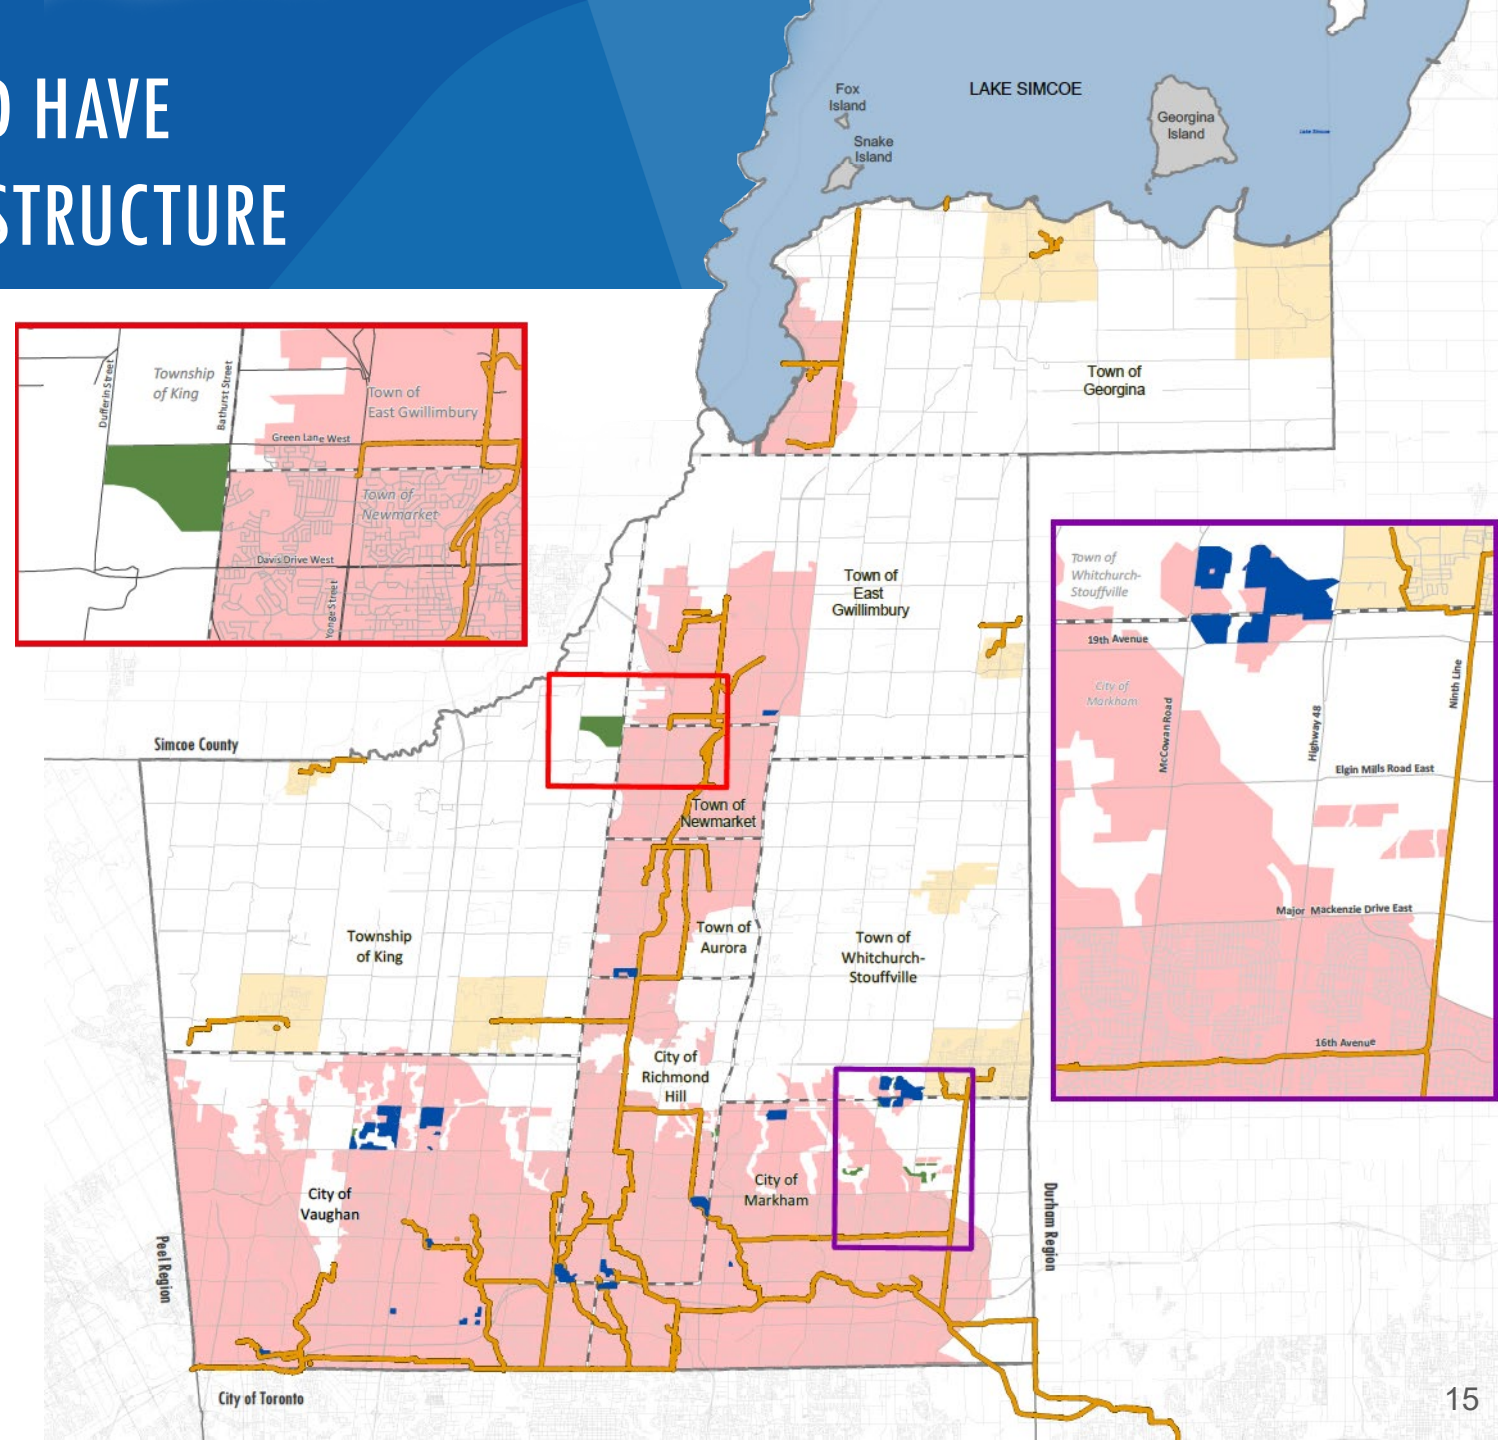 HAVE
STRUCTURE
LAKE SIMCOE
Fox
Island
Snake
Island
Georgina
Island
Lake Simcoe
Town of
Georgina
Township
of King
Dufferin Street
Bathurst Street
Town of
East Gwillimbury
Green Lane West
Town of
Newmarket
Davis Drive West
Yonge Street
Town of
East
Gwillimbury
Town of
Whitchurch-
Stouffville
19th Avenue
City of
Markham
McCowan Road
Highway 48
Ninth Line
Elgin Mills Road East
Major Mackenzie Drive East
16th Avenue
Simcoe County
Town of
Newmarket
Township
of King
Town of
Aurora
Town of
Whitchurch-
Stouffville
City of
Richmond
Hill
City of
Vaughan
City of
Markham
Peel Region
Durham Region
City of Toronto
15